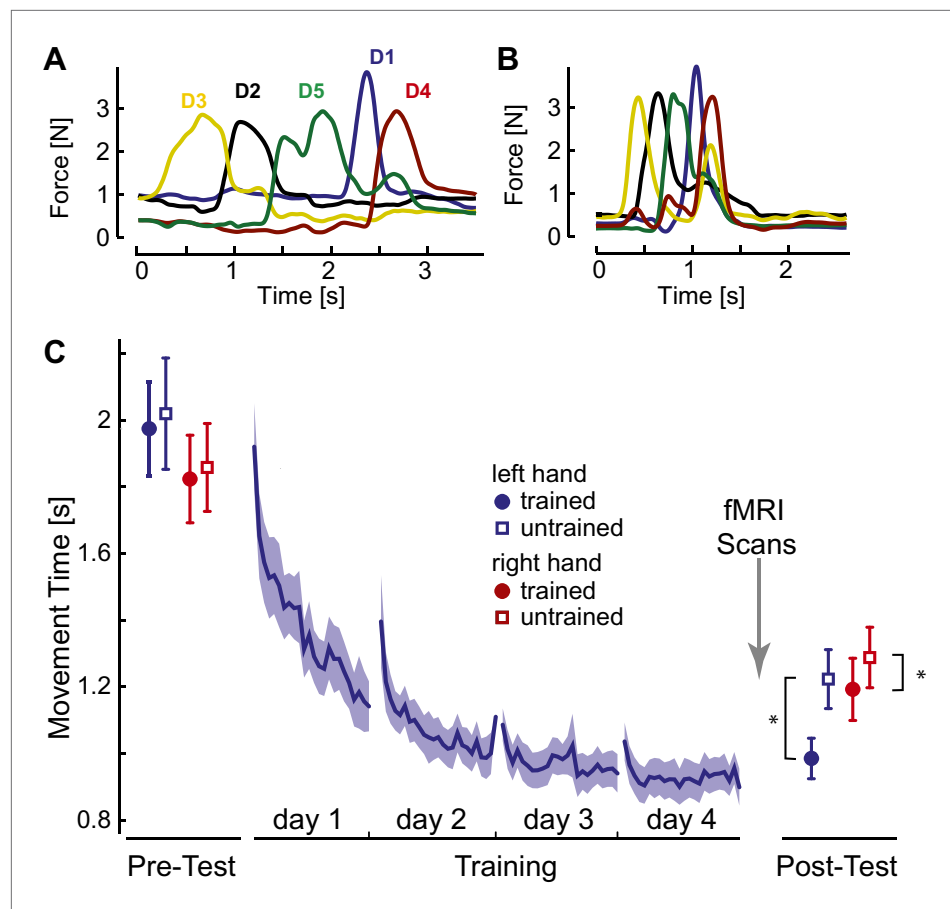 A
D3
D2
D5
D1
D4
Force [N]
3
2
1
0
0
1
2
3
Time [s]
B
Force [N]
3
2
1
0
0
1
2
Time [s]
C
Movement Time [s]
2
1.6
1.2
0.8
left hand
trained
untrained
right hand
trained
untrained
fMRI
Scans
*
*
day 1
day 2
day 3
day 4
Pre-Test
Training
Post-Test